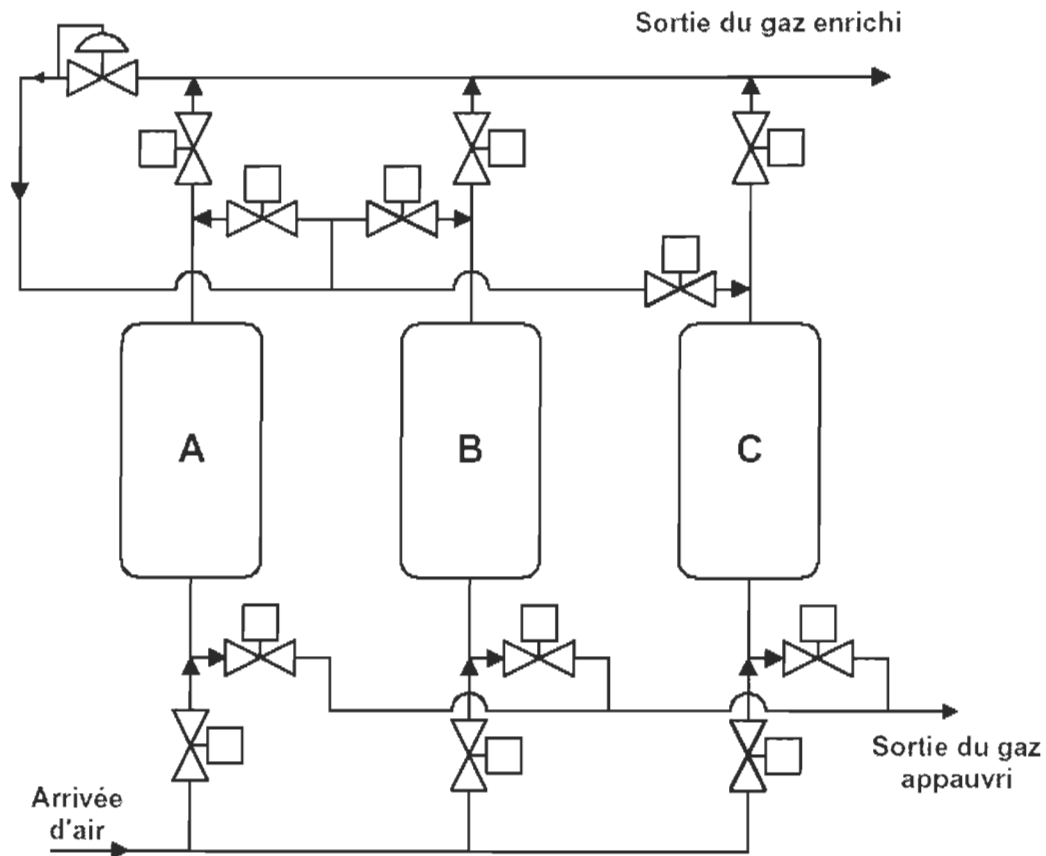 Sortie du gaz enrichi
A
B
C
Sortie du gaz
appauvri
Arrivée
d'air